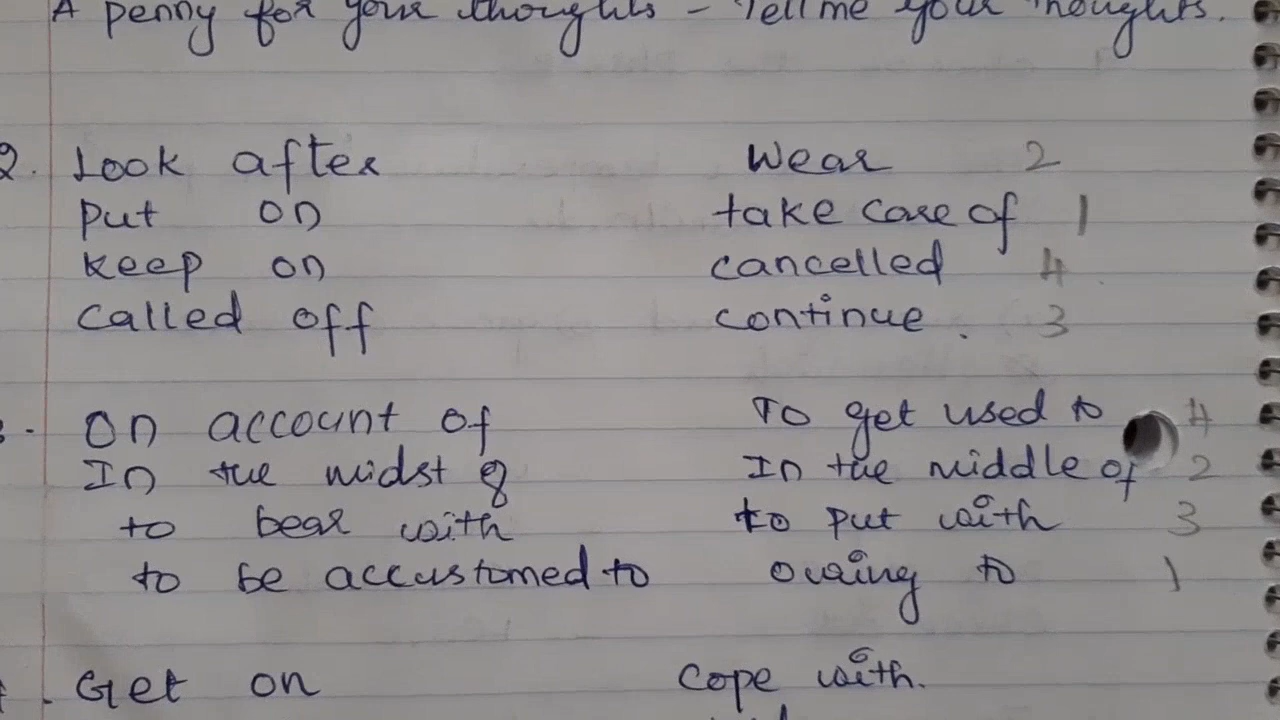 A penny for your thoughts - Tell me your thoughts.
2. Look after Wear 2
put on take care of 1
keep on cancelled 4
called off continue. 3
On account of To get used to 4
In the midst of In the middle of 2
to bear with to put with 3
to be accustomed to owing to 1
Get on Cope with.